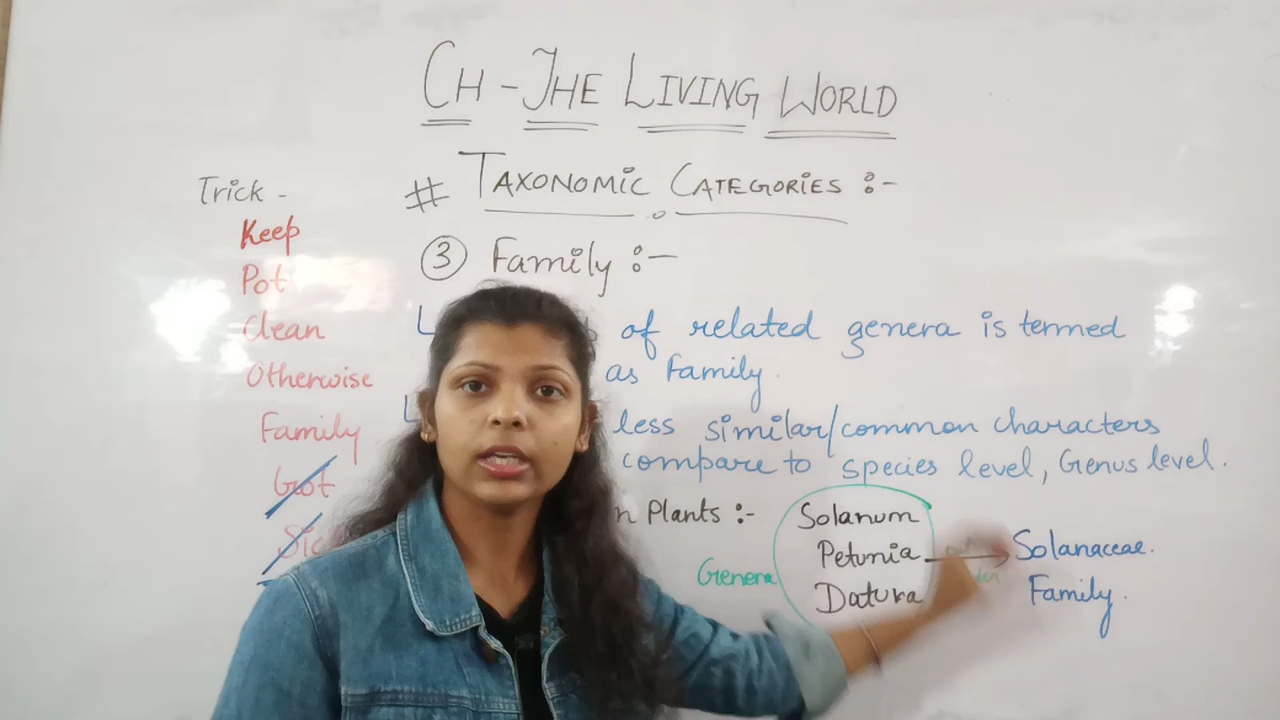 CH - THE LIVING WORLD
# TAXONOMIC CATEGORIES :-
Trick -
Keep
Pot
Clean
Otherwise
Family
Got
Sic
③ Family :-
of related genera is termed
as Family.
less similar/common characters
compare to species level, Genus level.
n Plants :-
Genera
Solanum
Petunia
Datura
Solanaceae
Family.